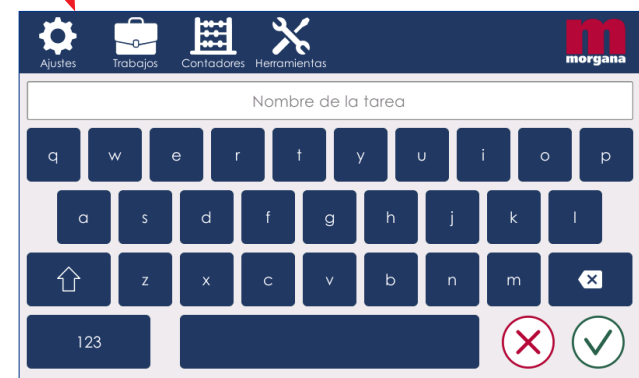 Ajustes Trabajos Contadores Herramientas
morgana
Nombre de la tarea
q w e r t y u i o p
a s d f g h j k l
z x c v b n m
123